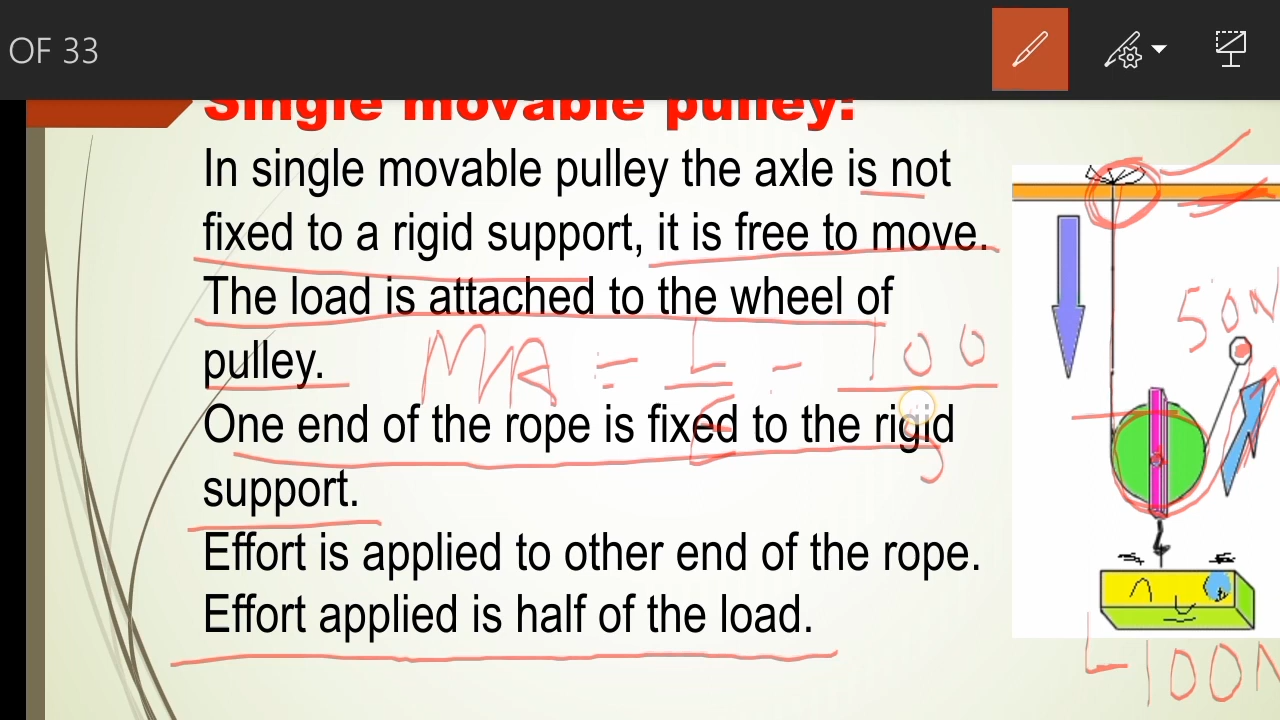 OF 33
Single movable pulley:
In single movable pulley the axle is not
fixed to a rigid support, it is free to move.
The load is attached to the wheel of
pulley.
MA = L/E = 100
One end of the rope is fixed to the rigid
support.
Effort is applied to other end of the rope.
Effort applied is half of the load.
50N
L-100N